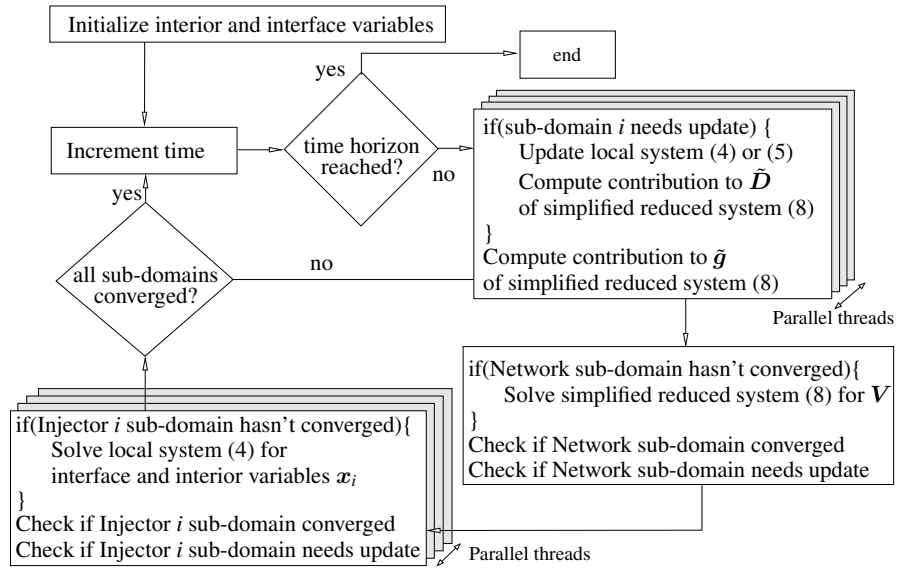 Initialize interior and interface variables
yes
end
Increment time
time horizon
reached?
no
if(sub-domain i needs update) {
Update local system (4) or (5)
Compute contribution to D̃
of simplified reduced system (8)
}
Compute contribution to g̃
of simplified reduced system (8)
Parallel threads
yes
all sub-domains
converged?
no
if(Network sub-domain hasn't converged){
Solve simplified reduced system (8) for V
}
Check if Network sub-domain converged
Check if Network sub-domain needs update
if(Injector i sub-domain hasn't converged){
Solve local system (4) for
interface and interior variables xᵢ
}
Check if Injector i sub-domain converged
Check if Injector i sub-domain needs update
Parallel threads